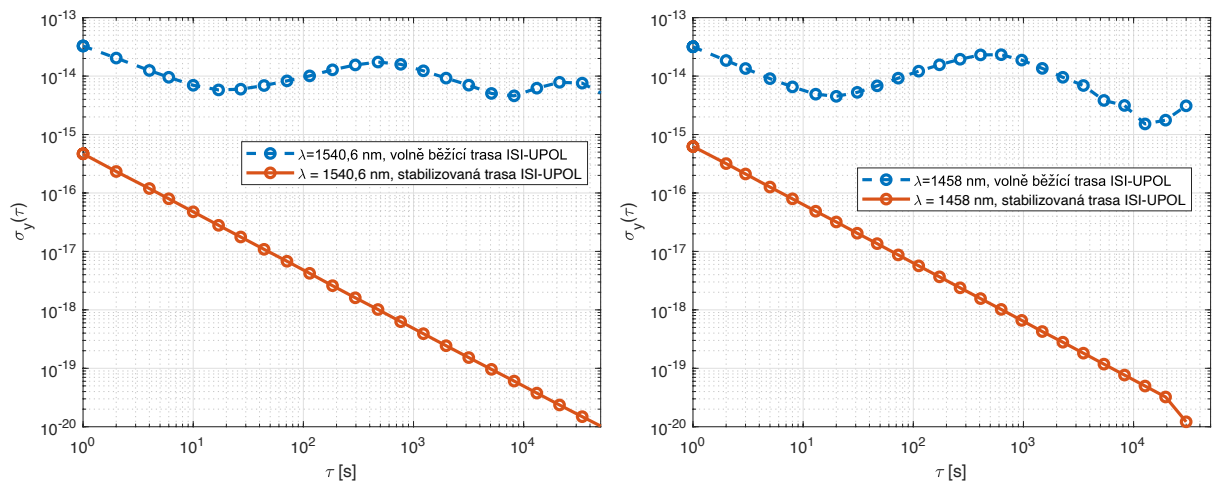 10^-13
10^-14
10^-15
10^-16
10^-17
10^-18
10^-19
10^-20
σ_y(τ)
λ=1540,6 nm, volně běžící trasa ISI-UPOL
λ = 1540,6 nm, stabilizovaná trasa ISI-UPOL
10^0 10^1 10^2 10^3 10^4
τ [s]
10^-13
10^-14
10^-15
10^-16
10^-17
10^-18
10^-19
10^-20
σ_y(τ)
λ=1458 nm, volně běžící trasa ISI-UPOL
λ = 1458 nm, stabilizovaná trasa ISI-UPOL
10^0 10^1 10^2 10^3 10^4
τ [s]